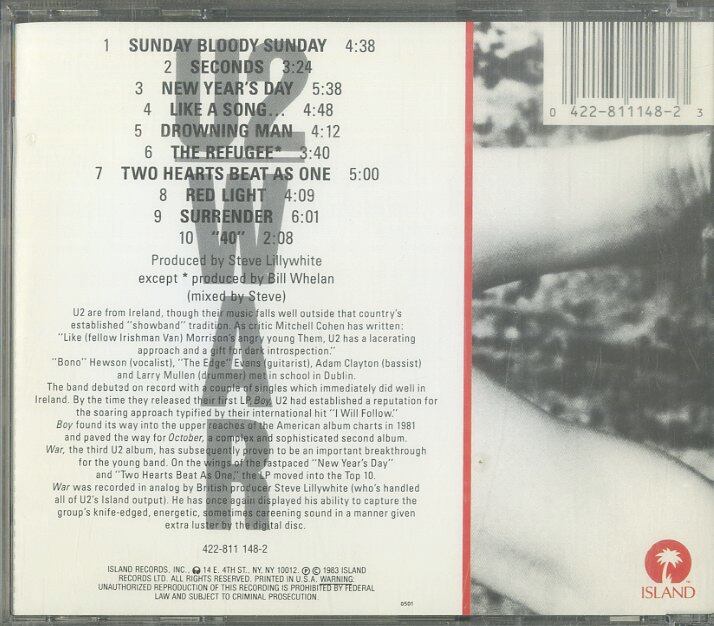 1 SUNDAY BLOODY SUNDAY 4:38
2 SECONDS 3:24
3 NEW YEAR'S DAY 5:38
4 LIKE A SONG... 4:48
5 DROWNING MAN 4:12
6 THE REFUGEE* 3:40
7 TWO HEARTS BEAT AS ONE 5:00
8 RED LIGHT 4:09
9 SURRENDER 6:01
10 "40" 2:08
Produced by Steve Lillywhite
except * produced by Bill Whelan
(mixed by Steve)
U2 are from Ireland, though their music falls well outside that country's
established "showband" tradition. As critic Mitchell Cohen has written:
"Like (fellow Irishman Van) Morrison's angry young Them, U2 has a lacerating
approach and a gift for dark introspection."
"Bono" Hewson (vocalist), "The Edge" Evans (guitarist), Adam Clayton (bassist)
and Larry Mullen (drummer) met in school in Dublin.
The band debuted on record with a couple of singles which immediately did well in
Ireland. By the time they released their first LP, Boy, U2 had established a reputation for
the soaring approach typified by their international hit "I Will Follow."
Boy found its way into the upper reaches of the American album charts in 1981
and paved the way for October, a complex and sophisticated second album.
War, the third U2 album, has subsequently proven to be an important breakthrough
for the young band. On the wings of the fastpaced "New Year's Day"
and "Two Hearts Beat As One," the LP moved into the Top 10.
War was recorded in analog by British producer Steve Lillywhite (who's handled
all of U2's Island output). He has once again displayed his ability to capture the
group's knife-edged, energetic, sometimes careening sound in a manner given
extra luster by the digital disc.
422-811 148-2
ISLAND RECORDS, INC., 14 E. 4TH ST., NY, NY 10012. ℗ © 1983 ISLAND
RECORDS LTD. ALL RIGHTS RESERVED. PRINTED IN U.S.A. WARNING:
UNAUTHORIZED REPRODUCTION OF THIS RECORDING IS PROHIBITED BY FEDERAL
LAW AND SUBJECT TO CRIMINAL PROSECUTION.
0501
U2
WAR
0 422-811148-2 3
ISLAND